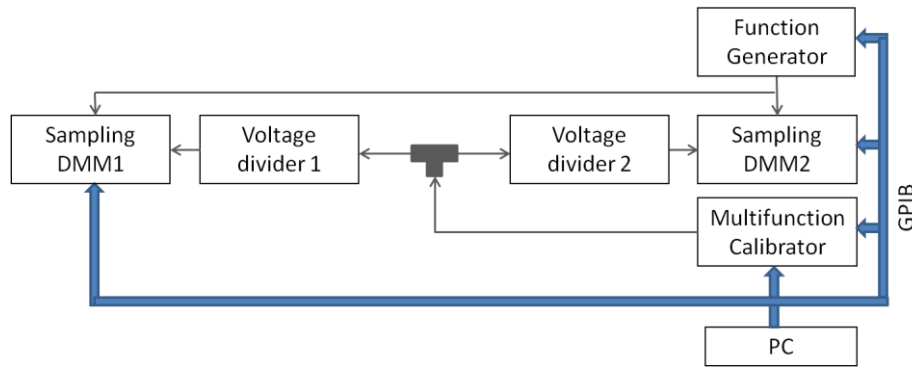 Function
Generator
Sampling
DMM1
Voltage
divider 1
Voltage
divider 2
Sampling
DMM2
Multifunction
Calibrator
GPIB
PC